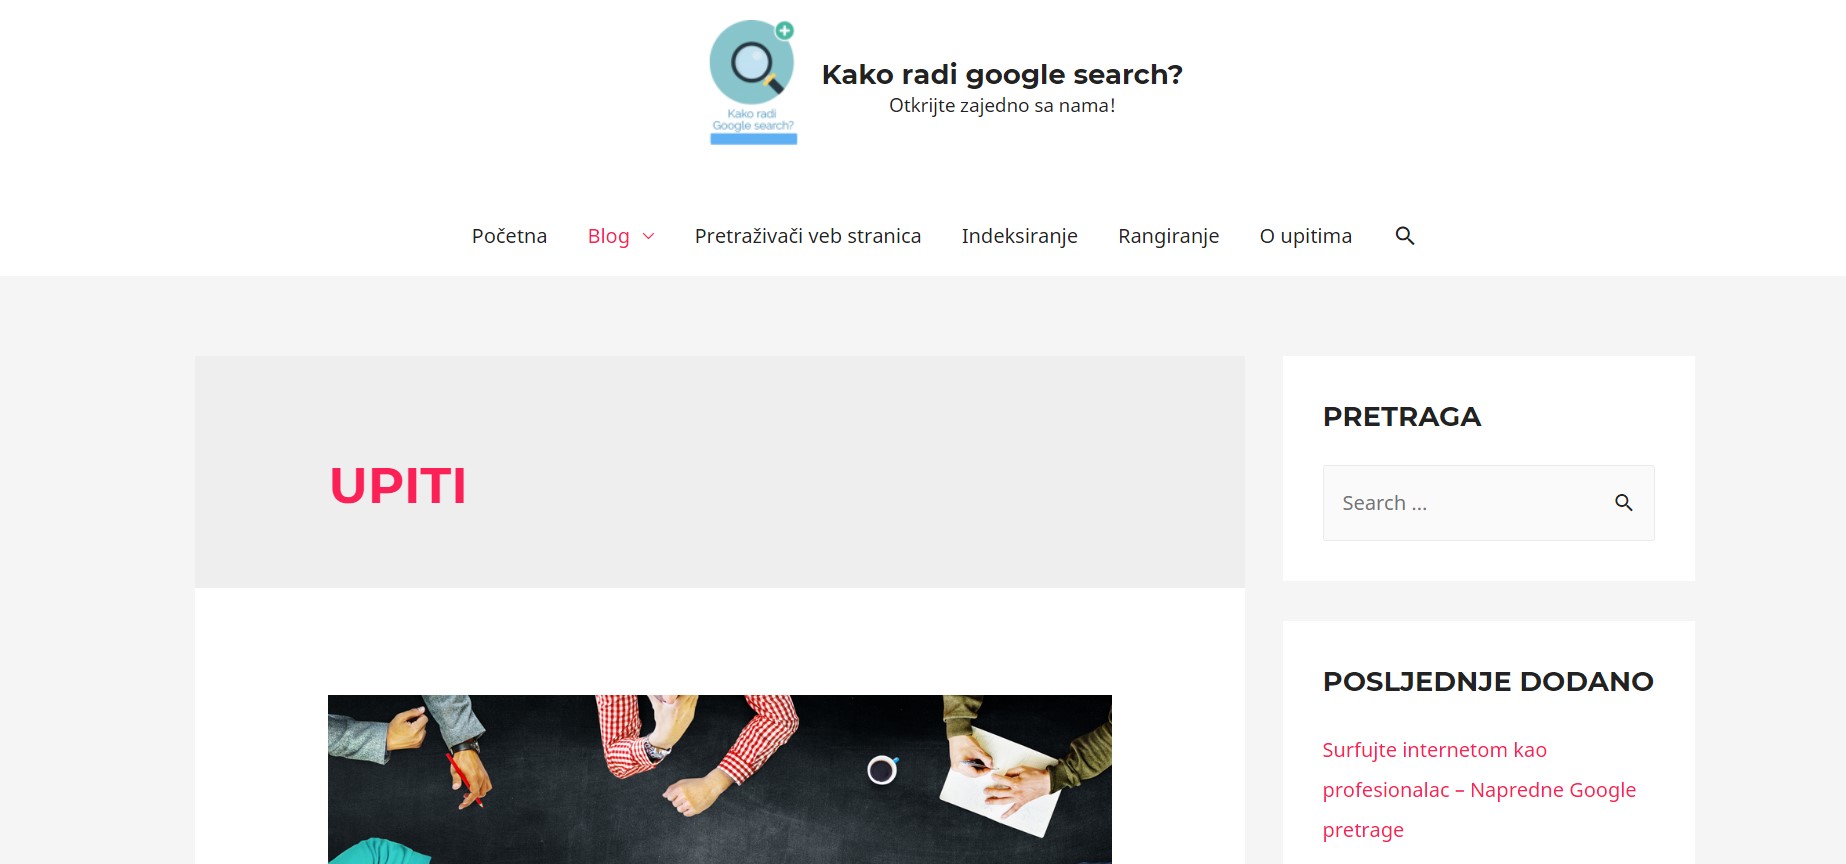 Kako radi
Google search?
Kako radi google search?
Otkrijte zajedno sa nama!
Početna Blog Pretraživači veb stranica Indeksiranje Rangiranje O upitima
UPITI
PRETRAGA
Search ...
POSLJEDNJE DODANO
Surfujte internetom kao
profesionalac – Napredne Google
pretrage